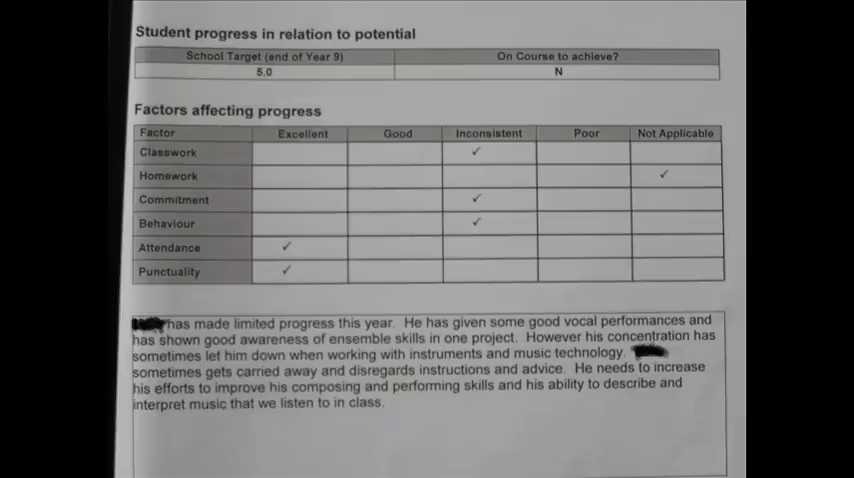 Student progress in relation to potential
School Target (end of Year 9) On Course to achieve?
5.0 N
Factors affecting progress
Factor Excellent Good Inconsistent Poor Not Applicable
Classwork ✓
Homework ✓
Commitment ✓
Behaviour ✓
Attendance ✓
Punctuality ✓
has made limited progress this year. He has given some good vocal performances and
has shown good awareness of ensemble skills in one project. However his concentration has
sometimes let him down when working with instruments and music technology.
sometimes gets carried away and disregards instructions and advice. He needs to increase
his efforts to improve his composing and performing skills and his ability to describe and
interpret music that we listen to in class.